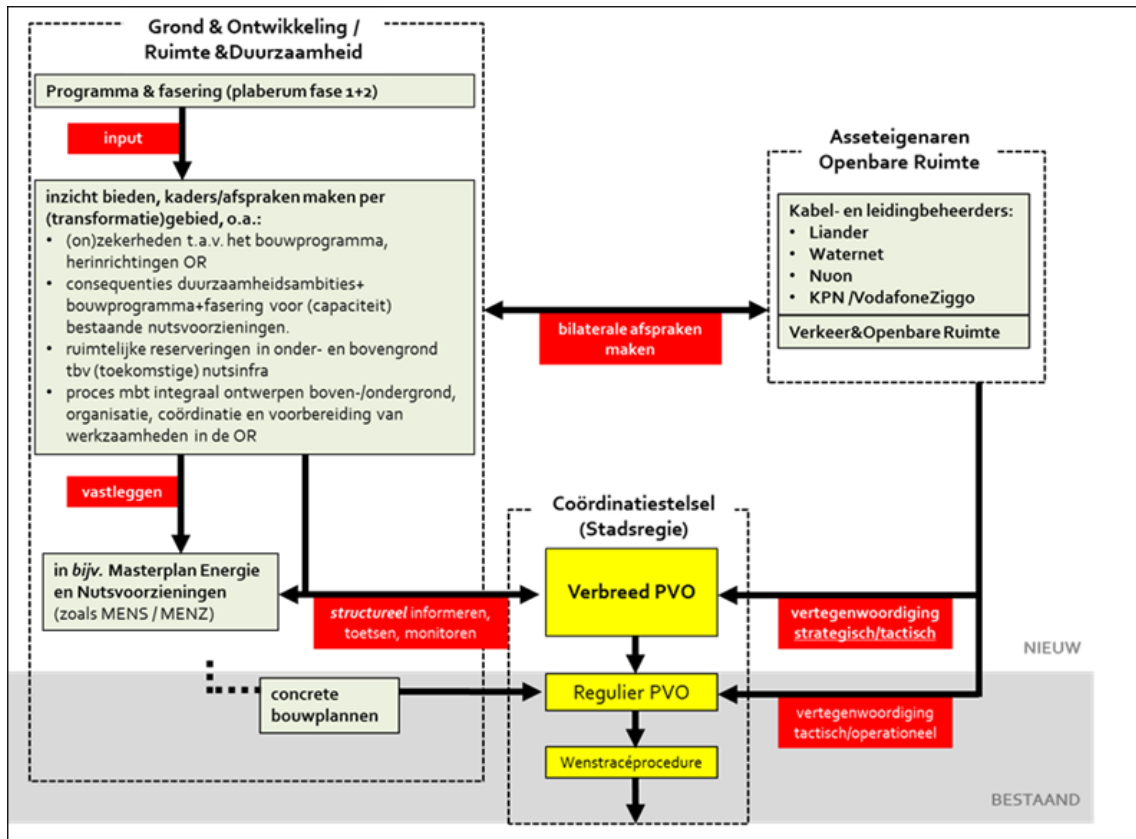 Grond & Ontwikkeling /
Ruimte &Duurzaamheid
Programma & fasering (plaberum fase 1+2)
input
inzicht bieden, kaders/afspraken maken per
(transformatie)gebied, o.a.:
• (on)zekerheden t.a.v. het bouwprogramma,
herinrichtingen OR
• consequenties duurzaamheidsambities+
bouwprogramma+fasering voor (capaciteit)
bestaande nutsvoorzieningen.
• ruimtelijke reserveringen in onder- en bovengrond
tbv (toekomstige) nutsinfra
• proces mbt integraal ontwerpen boven-/ondergrond,
organisatie, coördinatie en voorbereiding van
werkzaamheden in de OR
vastleggen
in bijv. Masterplan Energie
en Nutsvoorzieningen
(zoals MENS / MENZ)
concrete
bouwplannen
structureel informeren,
toetsen, monitoren
bilaterale afspraken
maken
Asseteigenaren
Openbare Ruimte
Kabel- en leidingbeheerders:
• Liander
• Waternet
• Nuon
• KPN /VodafoneZiggo
Verkeer&Openbare Ruimte
Coördinatiestelsel
(Stadsregie)
Verbreed PVO
Regulier PVO
Wenstracéprocedure
vertegenwoordiging
strategisch/tactisch
vertegenwoordiging
tactisch/operationeel
NIEUW
BESTAAND